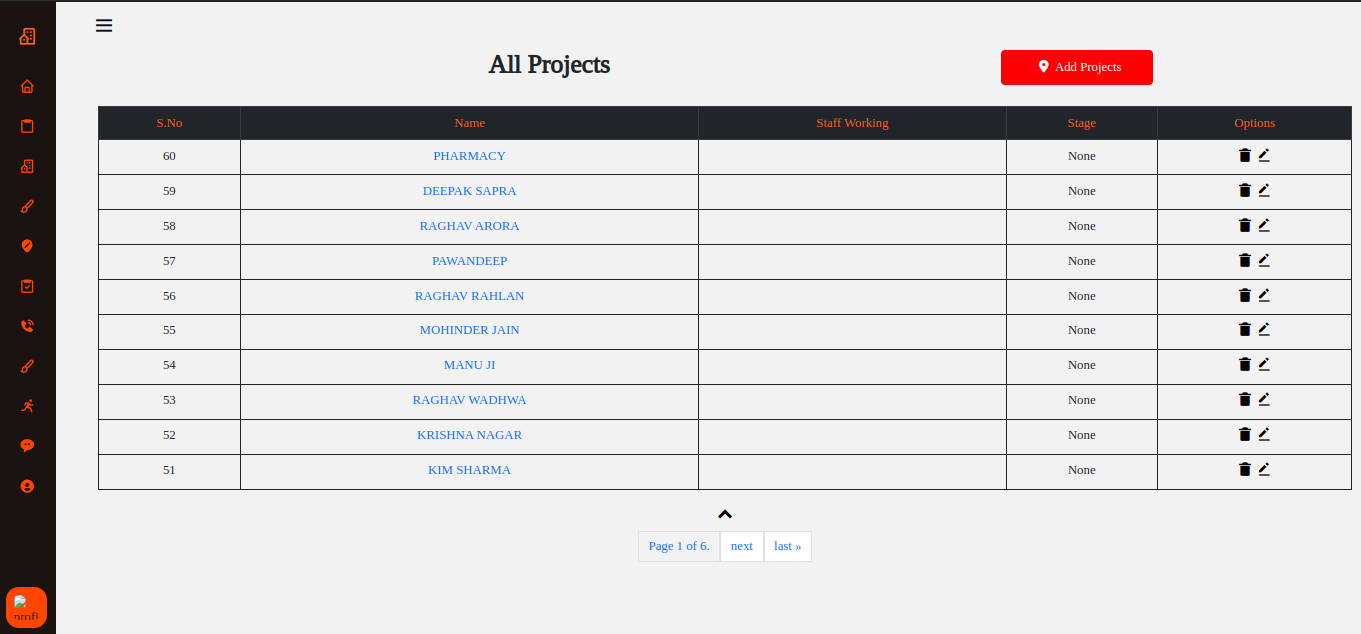 All Projects
Add Projects
S.No Name Staff Working Stage Options
60 PHARMACY None
59 DEEPAK SAPRA None
58 RAGHAV ARORA None
57 PAWANDEEP None
56 RAGHAV RAHLAN None
55 MOHINDER JAIN None
54 MANU JI None
53 RAGHAV WADHWA None
52 KRISHNA NAGAR None
51 KIM SHARMA None
Page 1 of 6. next last »
profi